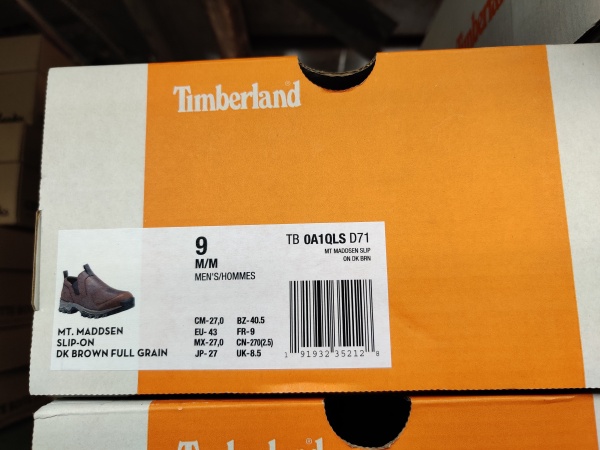 Timberland
Timberland®
9
M/M
MEN'S/HOMMES
TB 0A1QLS D71
MT MADDSEN SLIP
ON DK BRN
MT. MADDSEN
SLIP-ON
DK BROWN FULL GRAIN
CM-27,0 BZ-40.5
EU- 43 FR-9
MX-27,0 CN-270(2.5)
JP- 27 UK-8.5
1 91932 35212 8
Timberland®